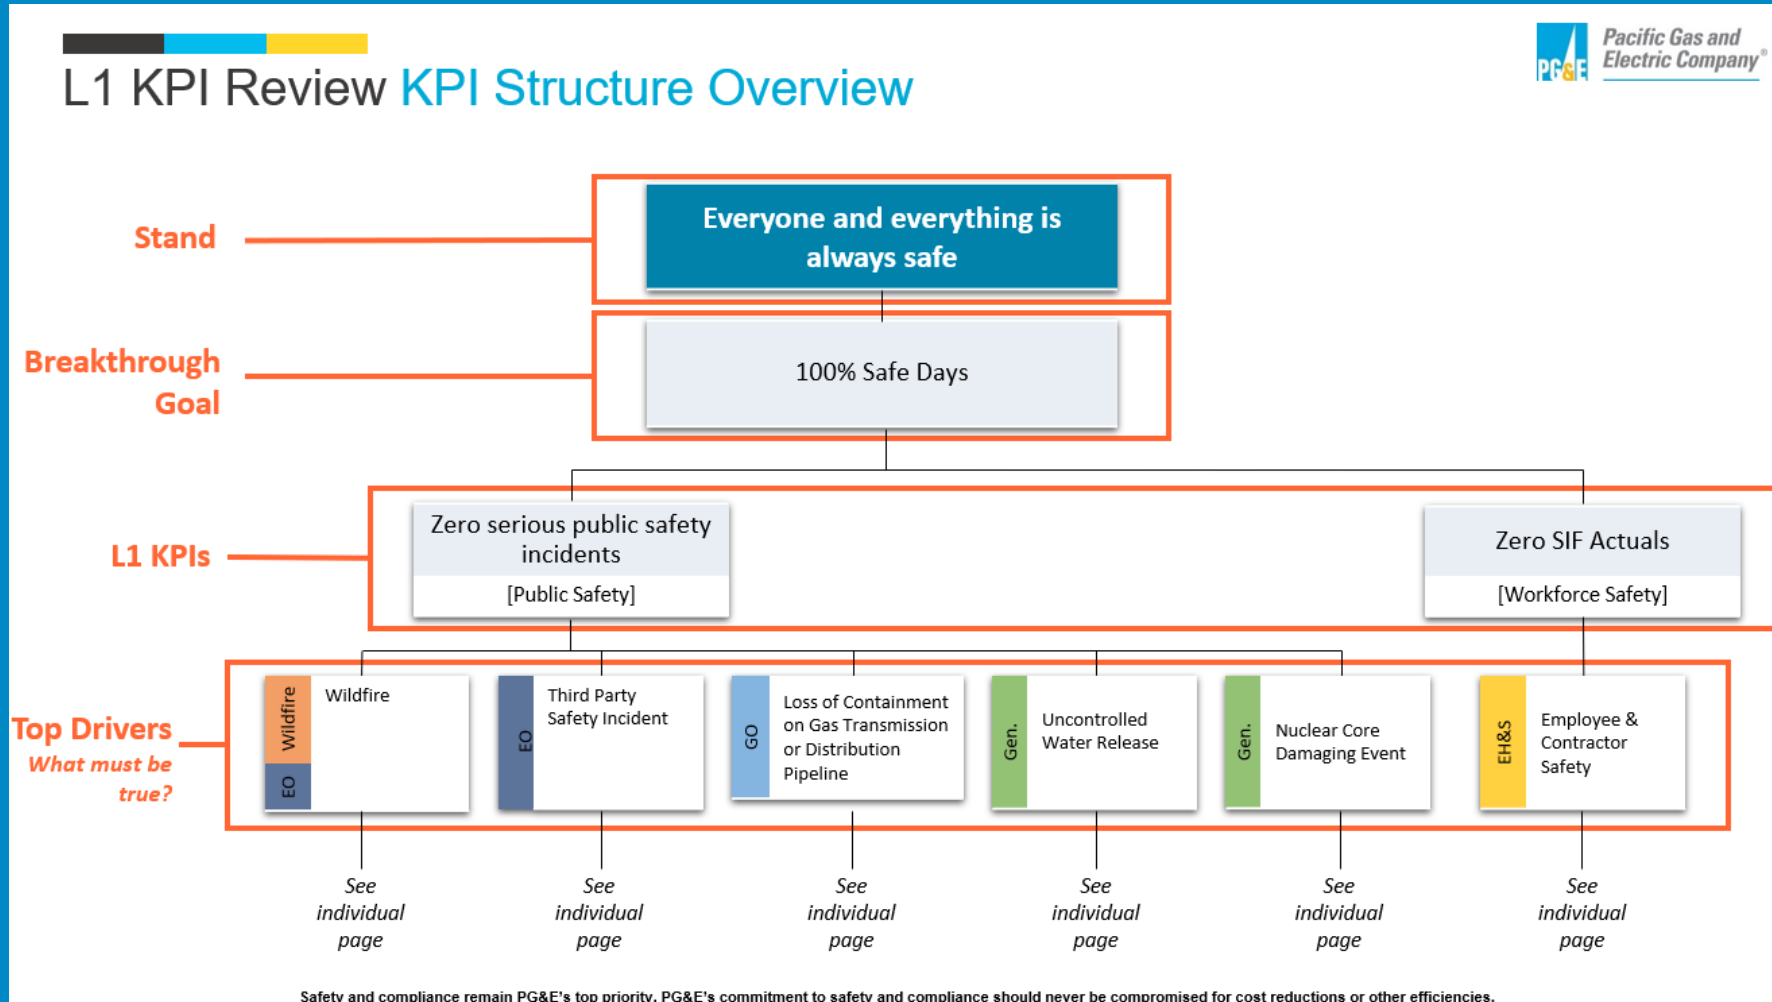 L1 KPI Review KPI Structure Overview
PG&E
Pacific Gas and
Electric Company®
Stand
Everyone and everything is
always safe
Breakthrough
Goal
100% Safe Days
L1 KPIs
Zero serious public safety
incidents
[Public Safety]
Zero SIF Actuals
[Workforce Safety]
Top Drivers
What must be
true?
Wildfire
EO
Wildfire
EO
Third Party
Safety Incident
GO
Loss of Containment
on Gas Transmission
or Distribution
Pipeline
Gen.
Uncontrolled
Water Release
Gen.
Nuclear Core
Damaging Event
EH&S
Employee &
Contractor
Safety
See
individual
page
See
individual
page
See
individual
page
See
individual
page
See
individual
page
See
individual
page
Safety and compliance remain PG&E's top priority. PG&E's commitment to safety and compliance should never be compromised for cost reductions or other efficiencies.